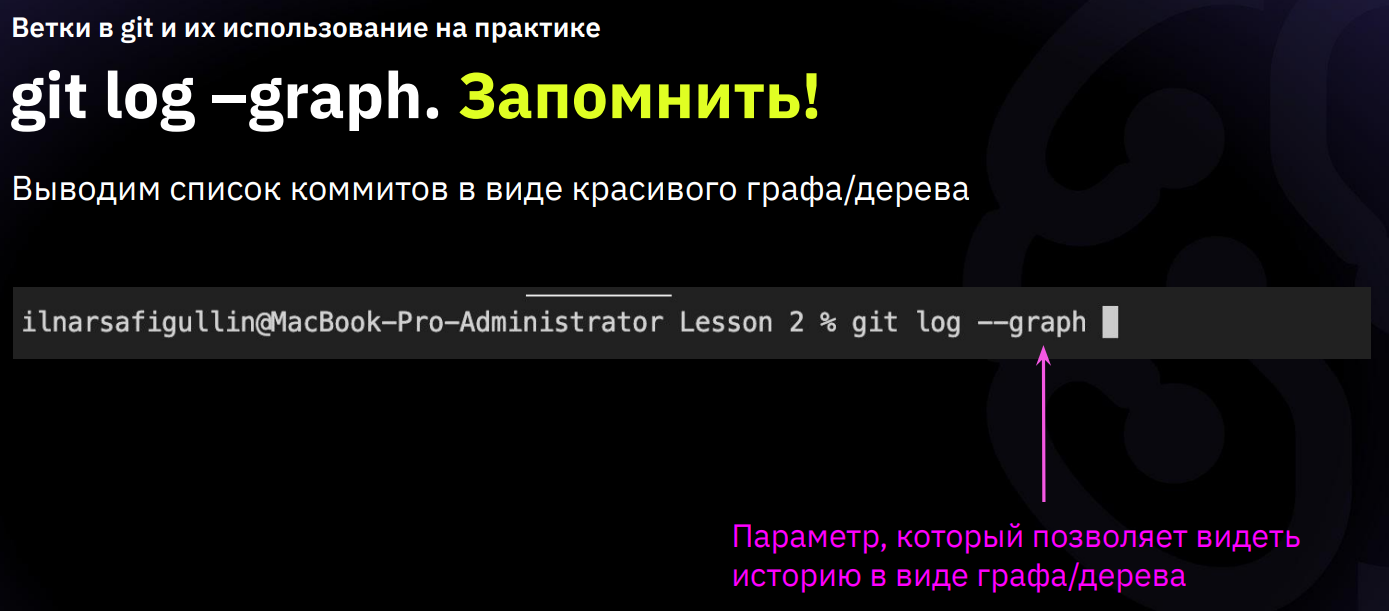 Ветки в git и их использование на практике
git log –graph. Запомнить!
Выводим список коммитов в виде красивого графа/дерева
ilnarsafigullin@MacBook-Pro-Administrator Lesson 2 % git log --graph
Параметр, который позволяет видеть
историю в виде графа/дерева